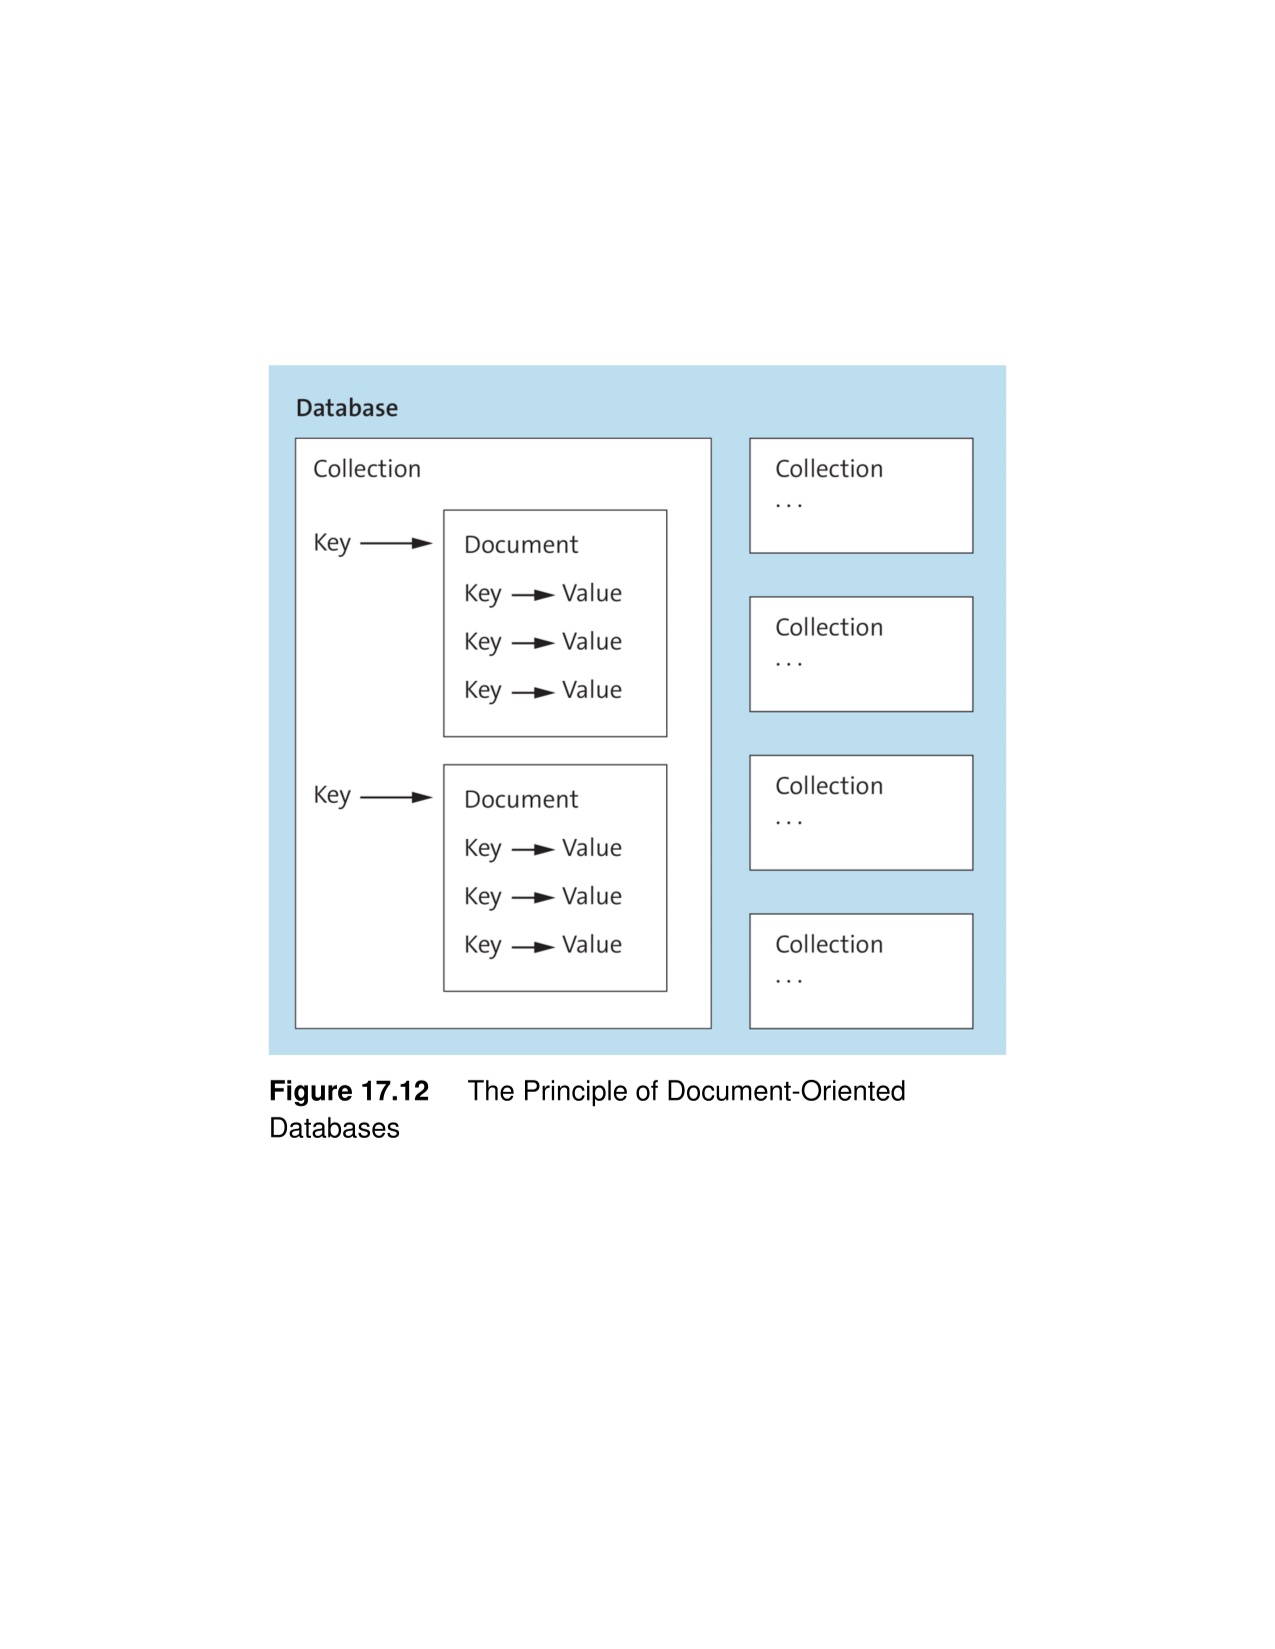 Database
Collection
Key
Document
Key Value
Key Value
Key Value
Key
Document
Key Value
Key Value
Key Value
Collection
...
Collection
...
Collection
...
Collection
...
Figure 17.12 The Principle of Document-Oriented
Databases